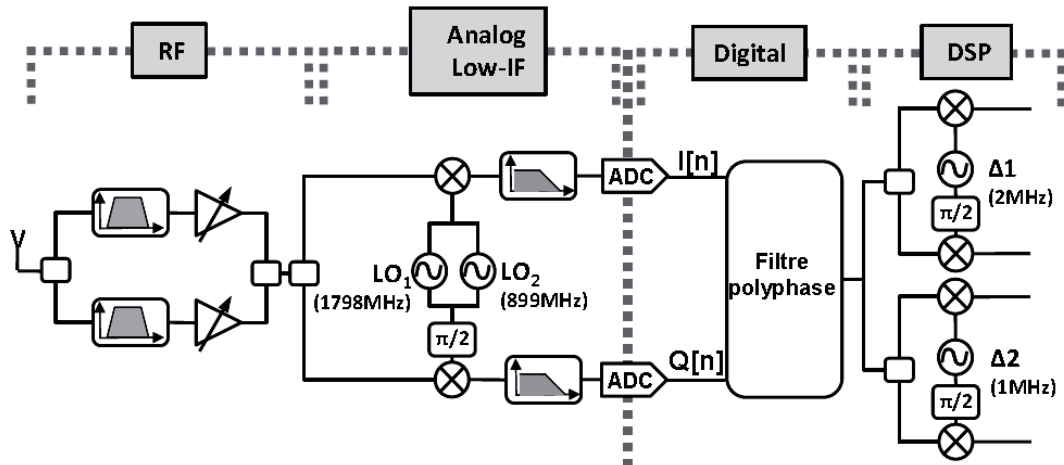 RF
Analog
Low-IF
Digital
DSP
I[n]
ADC
Δ1
(2MHz)
π/2
V
LO1
(1798MHz)
LO2
(899MHz)
Filtre
polyphase
π/2
Q[n]
ADC
Δ2
(1MHz)
π/2